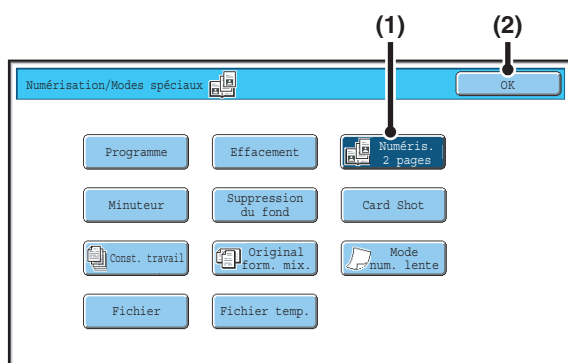 (1) (2)
Numérisation/Modes spéciaux OK
Programme Effacement Numéris.
2 pages
Minuteur Suppression
du fond Card Shot
Const. travail Original
form. mix. Mode
num. lente
Fichier Fichier temp.